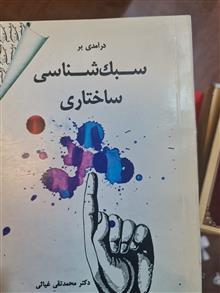 درآمدی بر
سبک‌شناسی
ساختاری
دکتر محمدتقی غیاثی